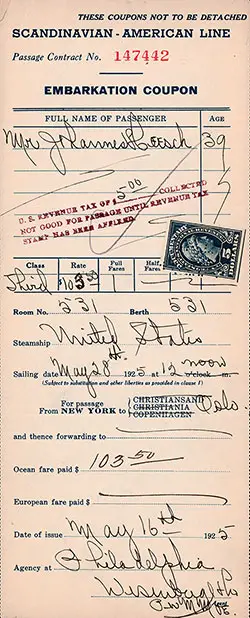 THESE COUPONS NOT TO BE DETACHED
SCANDINAVIAN - AMERICAN LINE
Passage Contract No. 147442
EMBARKATION COUPON
FULL NAME OF PASSENGER AGE
Mr Johannes 39
U. S. REVENUE TAX OF $ 5.00 COLLECTED
NOT GOOD FOR PASSAGE UNTIL REVENUE TAX
STAMP HAS BEEN AFFIXED.
Class Rate Full Fares Half Fares
Third 103.50
Room No. 531 Berth 531
Steamship United States
Sailing date May 28th 1925 12 noon o'clock m.
(Subject to substitution and other liberties as provided in clause 1)
For passage From NEW YORK to CHRISTIANSAND CHRISTIANIA COPENHAGEN Oslo
and thence forwarding to
Ocean fare paid $ 103.50
European fare paid $
Date of issue May 16th 1925
Agency at Philadelphia